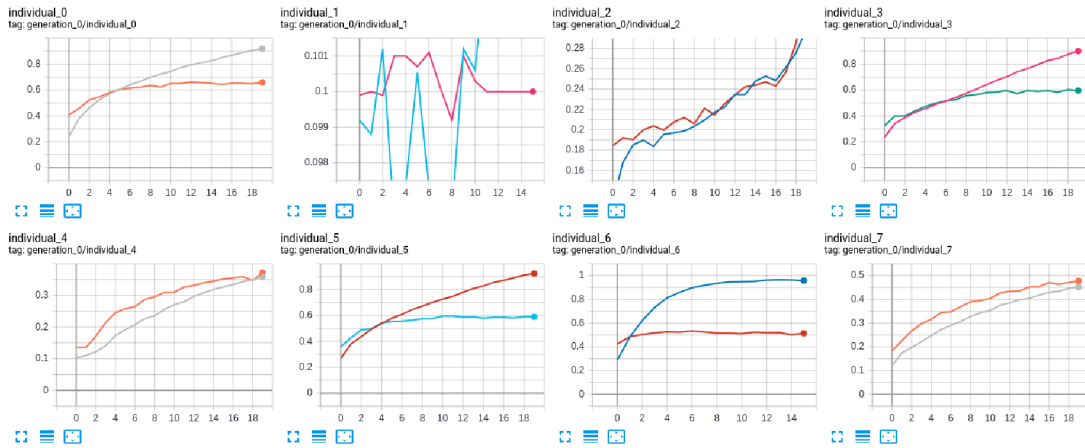 individual_0
tag: generation_0/individual_0
0.8
0.6
0.4
0.2
0
0 2 4 6 8 10 12 14 16 18
individual_1
tag: generation_0/individual_1
0.101
0.1
0.099
0.098
0 2 4 6 8 10 12 14
individual_2
tag: generation_0/individual_2
0.28
0.26
0.24
0.22
0.2
0.18
0.16
0 2 4 6 8 10 12 14 16 18
individual_3
tag: generation_0/individual_3
0.8
0.6
0.4
0.2
0
0 2 4 6 8 10 12 14 16 18
individual_4
tag: generation_0/individual_4
0.3
0.2
0.1
0
0 2 4 6 8 10 12 14 16 18
individual_5
tag: generation_0/individual_5
0.8
0.6
0.4
0.2
0
0 2 4 6 8 10 12 14 16 18
individual_6
tag: generation_0/individual_6
1
0.8
0.6
0.4
0.2
0
0 2 4 6 8 10 12 14
individual_7
tag: generation_0/individual_7
0.5
0.4
0.3
0.2
0.1
0
0 2 4 6 8 10 12 14 16 18